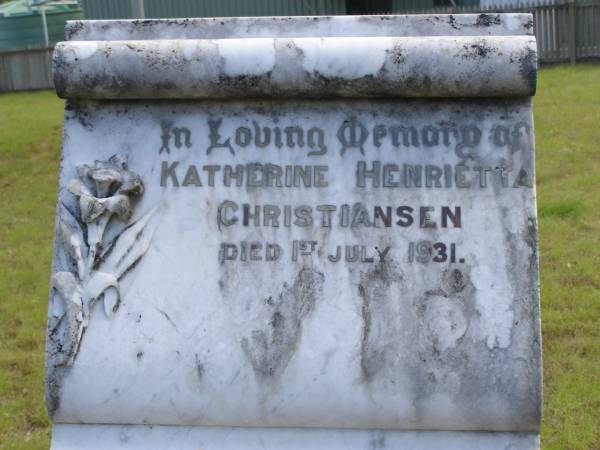 In Loving Memory of
KATHERINE HENRIETTA
CHRISTIANSEN
DIED 1ST JULY 1931.